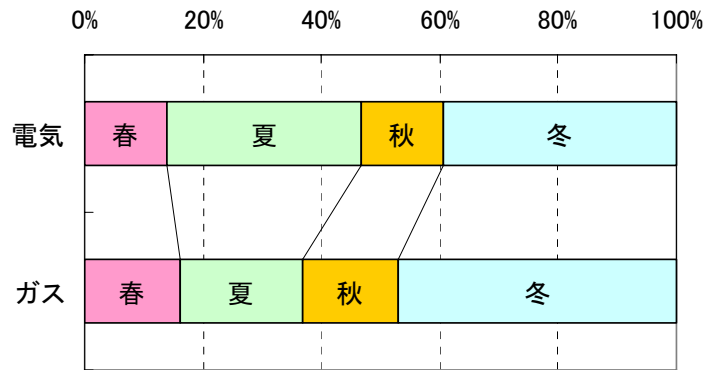 0% 20% 40% 60% 80% 100%
電気 春 夏 秋 冬
ガス 春 夏 秋 冬